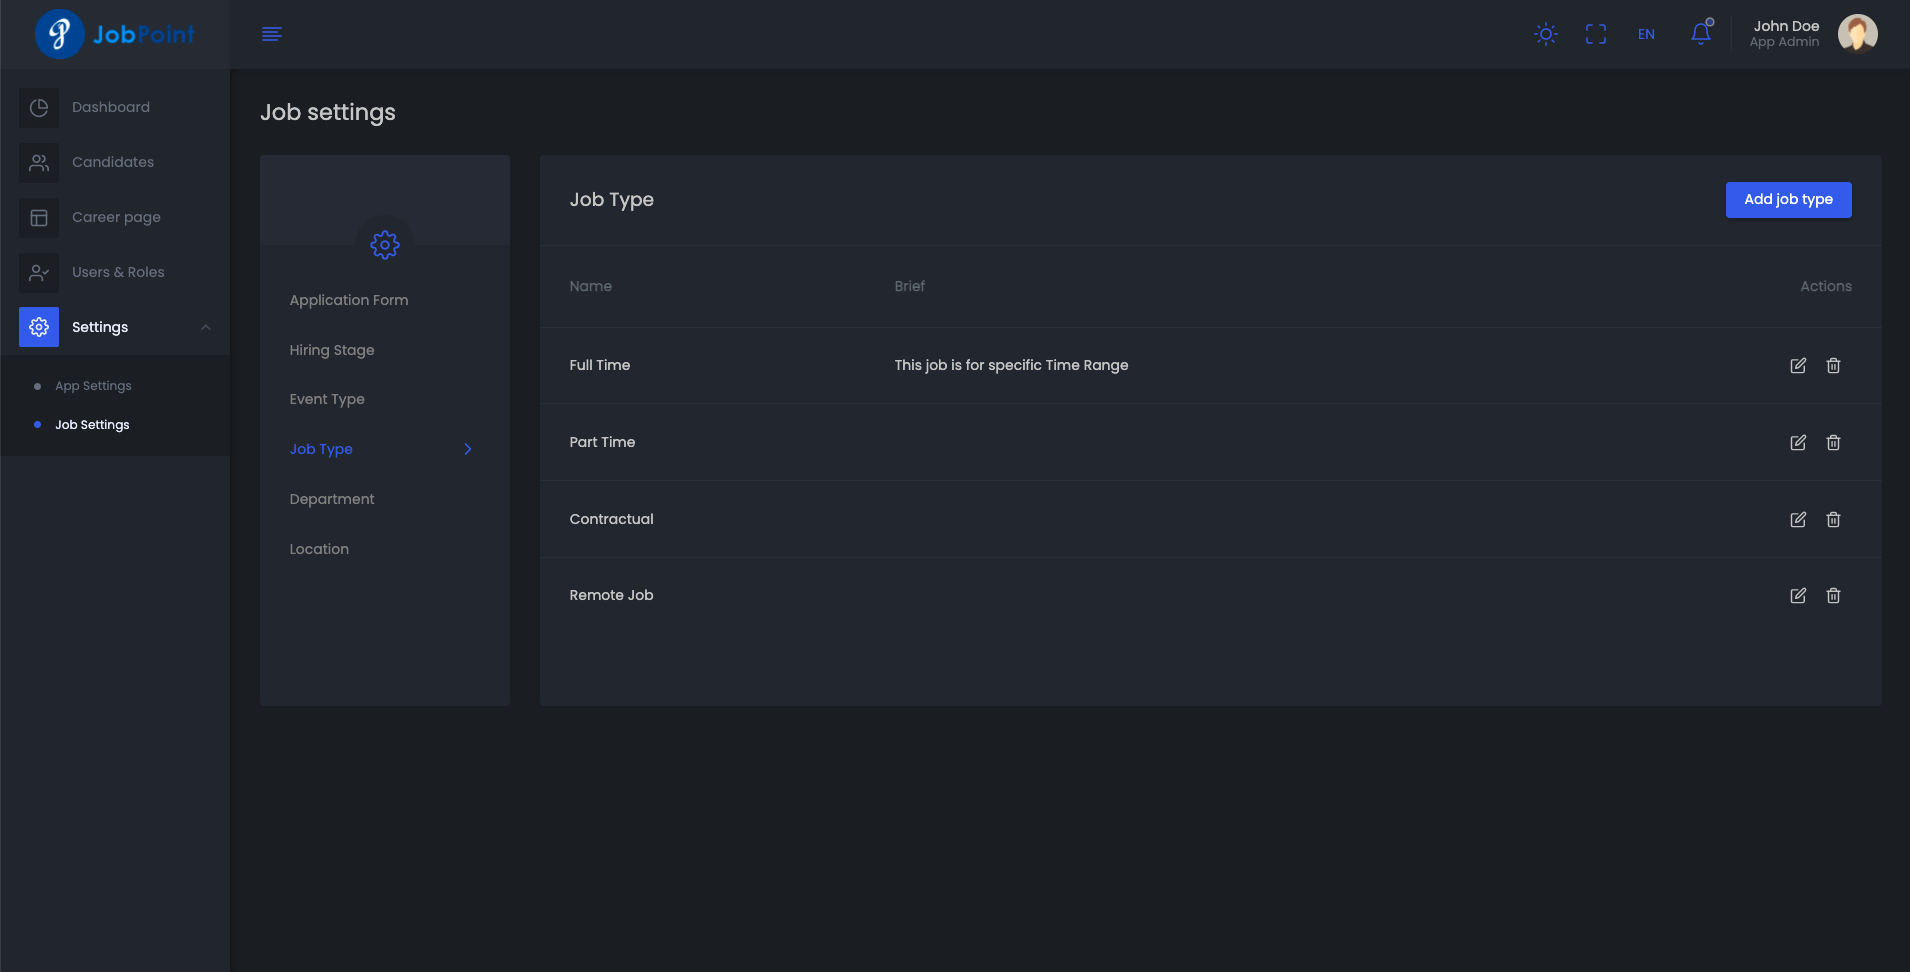 JobPoint
EN
John Doe
App Admin
Dashboard
Candidates
Career page
Users & Roles
Settings
App Settings
Job Settings
Job settings
Application Form
Hiring Stage
Event Type
Job Type
Department
Location
Job Type
Add job type
Name Brief Actions
Full Time This job is for specific Time Range
Part Time
Contractual
Remote Job